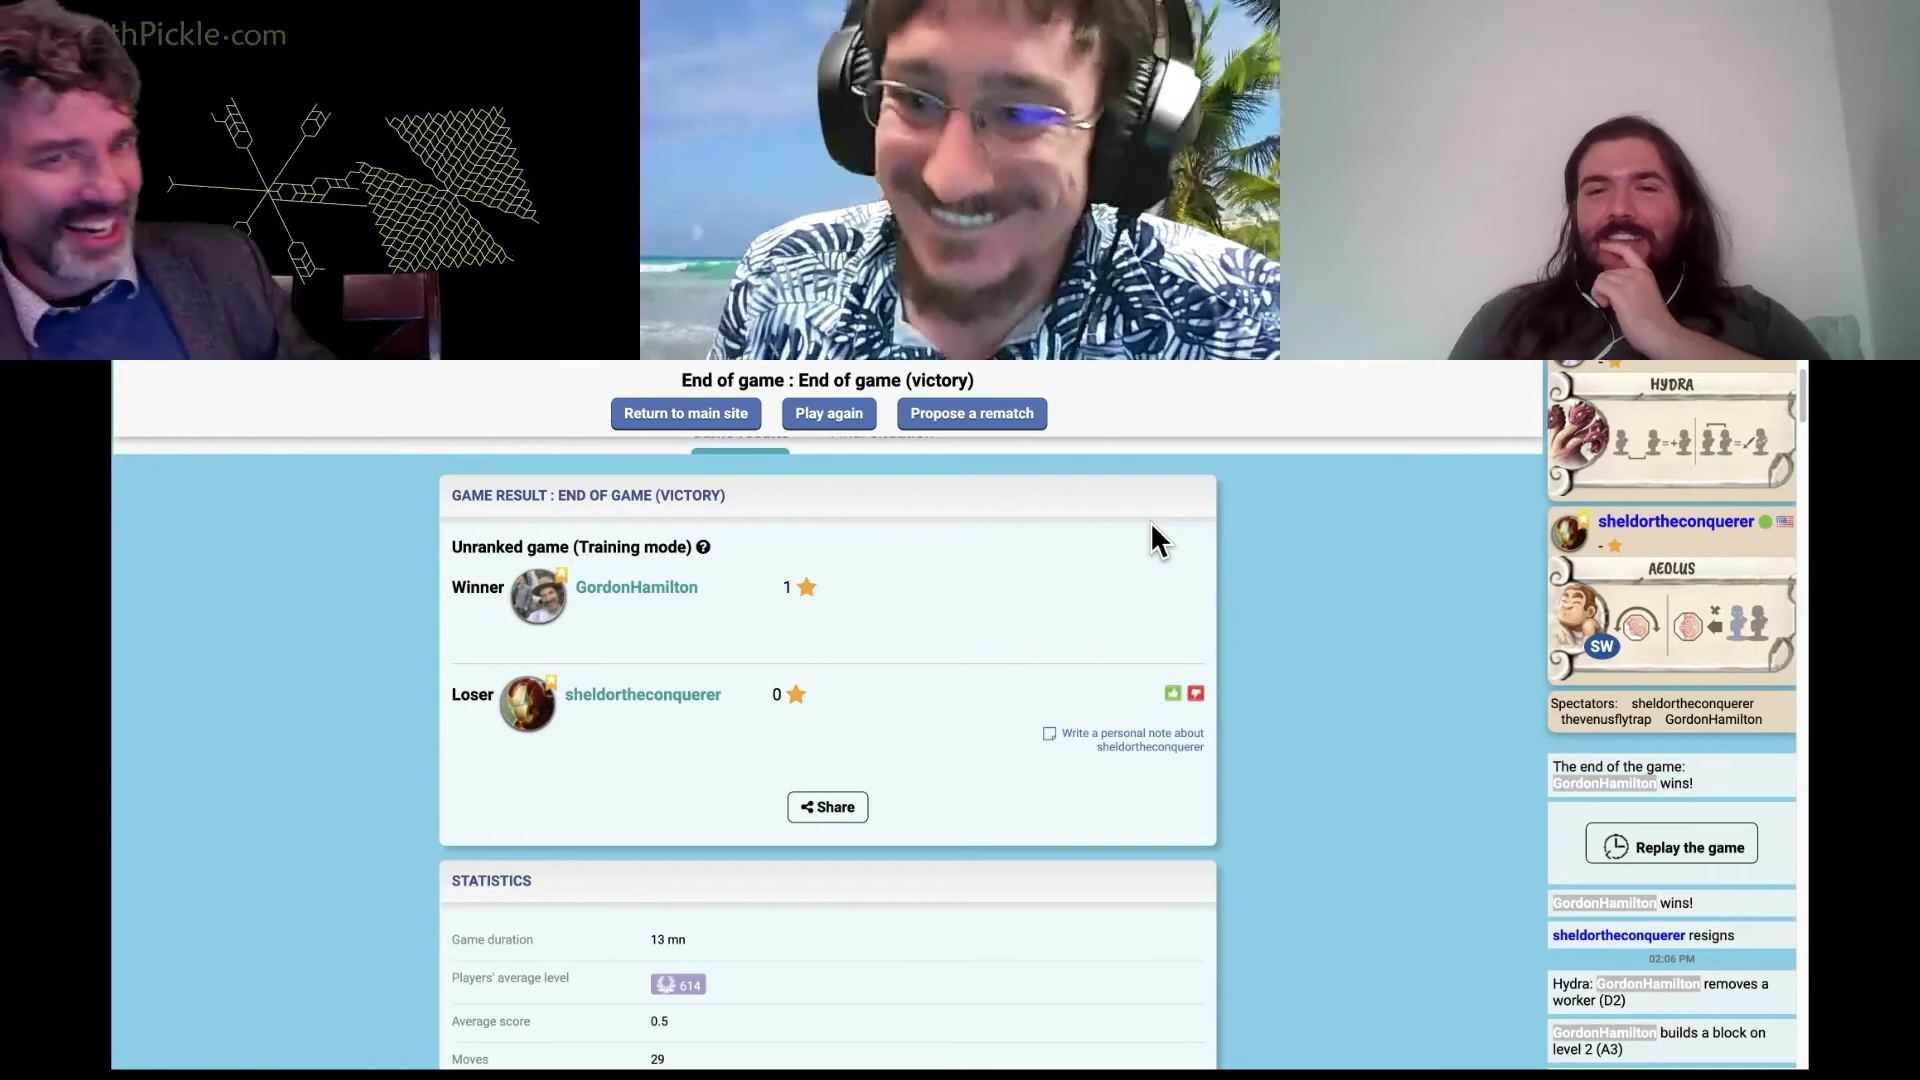 thPickle.com
End of game : End of game (victory)
Return to main site
Play again
Propose a rematch
GAME RESULT : END OF GAME (VICTORY)
Unranked game (Training mode)
Winner GordonHamilton 1
Loser sheldortheconquerer 0
Write a personal note about
sheldortheconquerer
Share
STATISTICS
Game duration 13 mn
Players' average level 614
Average score 0.5
Moves 29
HYDRA
sheldortheconquerer
-
AEOLUS
SW
Spectators: sheldortheconquerer
thevenusflytrap GordonHamilton
The end of the game:
GordonHamilton wins!
Replay the game
GordonHamilton wins!
sheldortheconquerer resigns
02:06 PM
Hydra: GordonHamilton removes a
worker (D2)
GordonHamilton builds a block on
level 2 (A3)